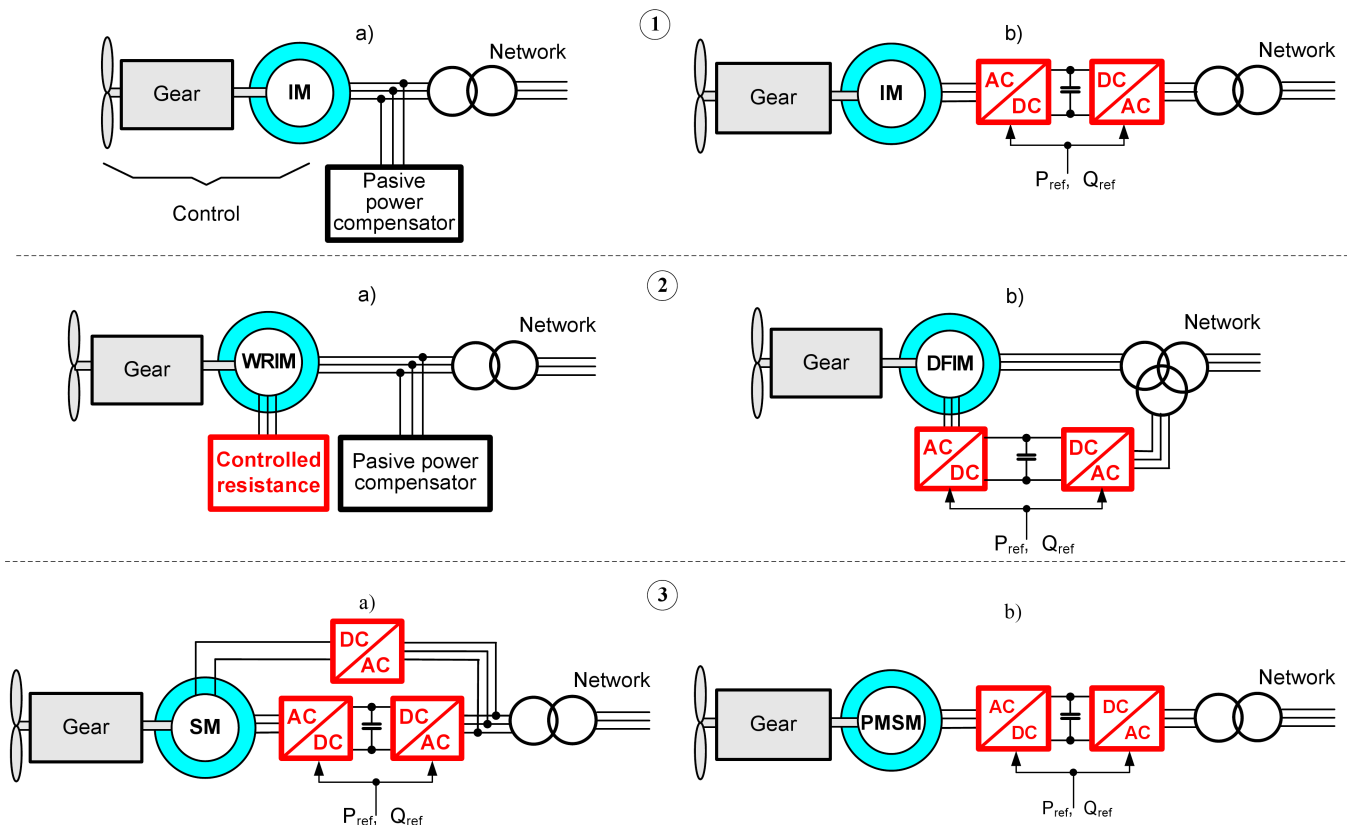 1
a)
Network
Gear
IM
Control
Pasive
power
compensator
b)
Network
Gear
IM
AC
DC
DC
AC
Pref, Qref
2
a)
Network
Gear
WRIM
Controlled
resistance
Pasive power
compensator
b)
Network
Gear
DFIM
AC
DC
DC
AC
Pref, Qref
3
a)
DC
AC
Network
Gear
SM
AC
DC
DC
AC
Pref, Qref
b)
Network
Gear
PMSM
AC
DC
DC
AC
Pref, Qref